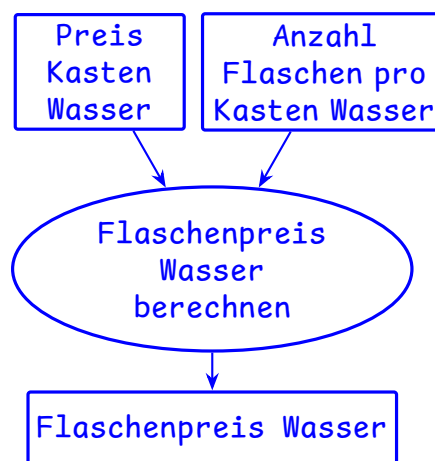 Preis
Kasten
Wasser
Anzahl
Flaschen pro
Kasten Wasser
Flaschenpreis
Wasser
berechnen
Flaschenpreis Wasser